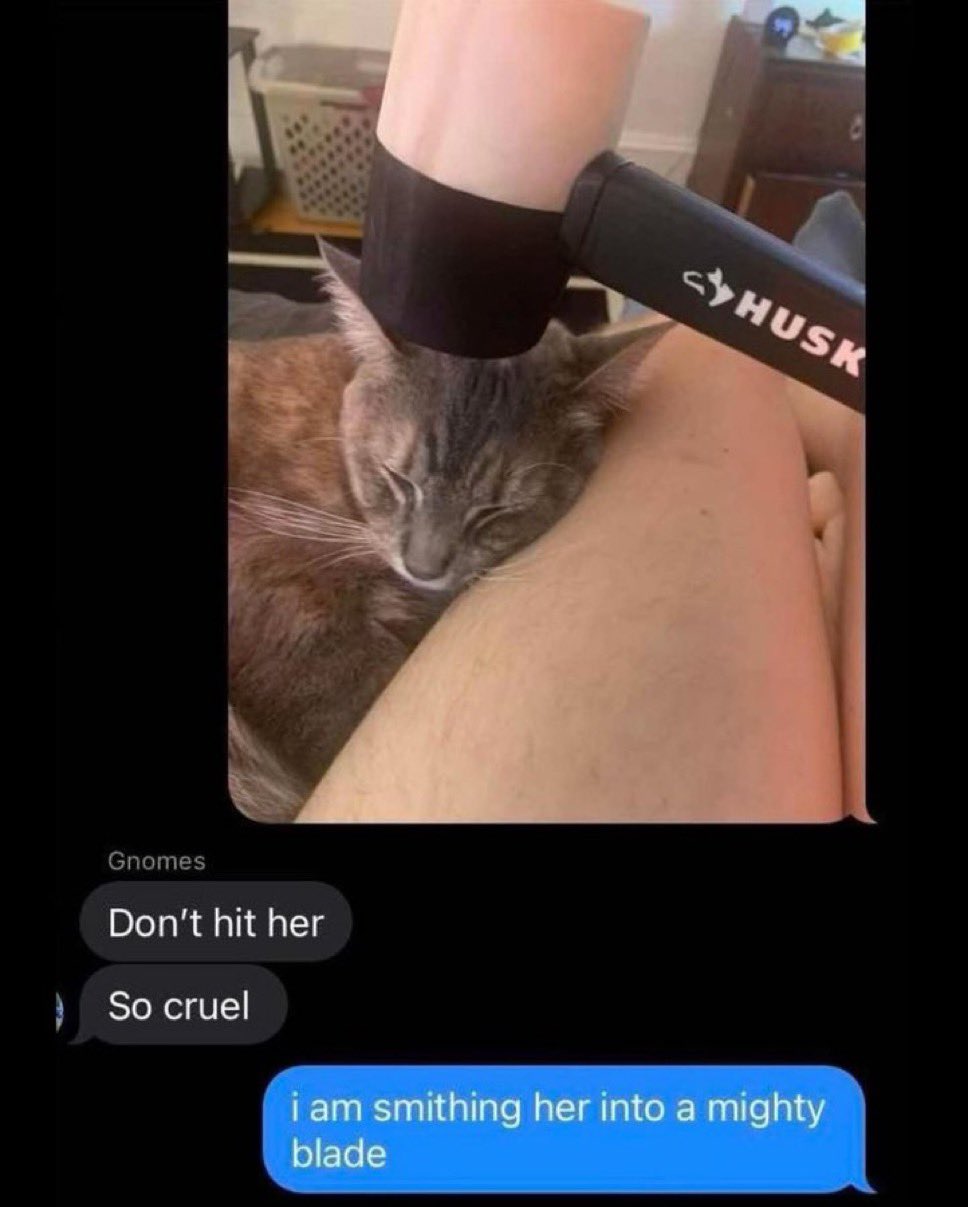 HUSK
Gnomes
Don't hit her
So cruel
i am smithing her into a mighty
blade